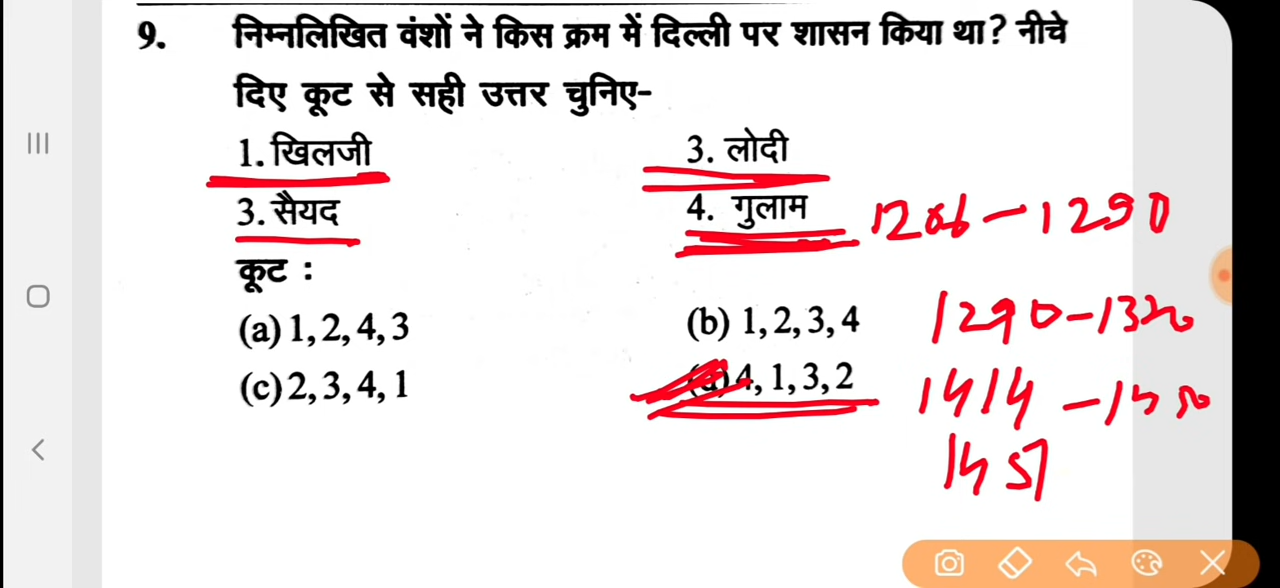 9. निम्नलिखित वंशों ने किस क्रम में दिल्ली पर शासन किया था? नीचे
दिए कूट से सही उत्तर चुनिए-
1. खिलजी 3. लोदी
3. सैयद 4. गुलाम 1206-1290
कूट :
(a) 1, 2, 4, 3 (b) 1, 2, 3, 4 1290-1320
(c) 2, 3, 4, 1 (d) 4, 1, 3, 2 1414-1450
1451